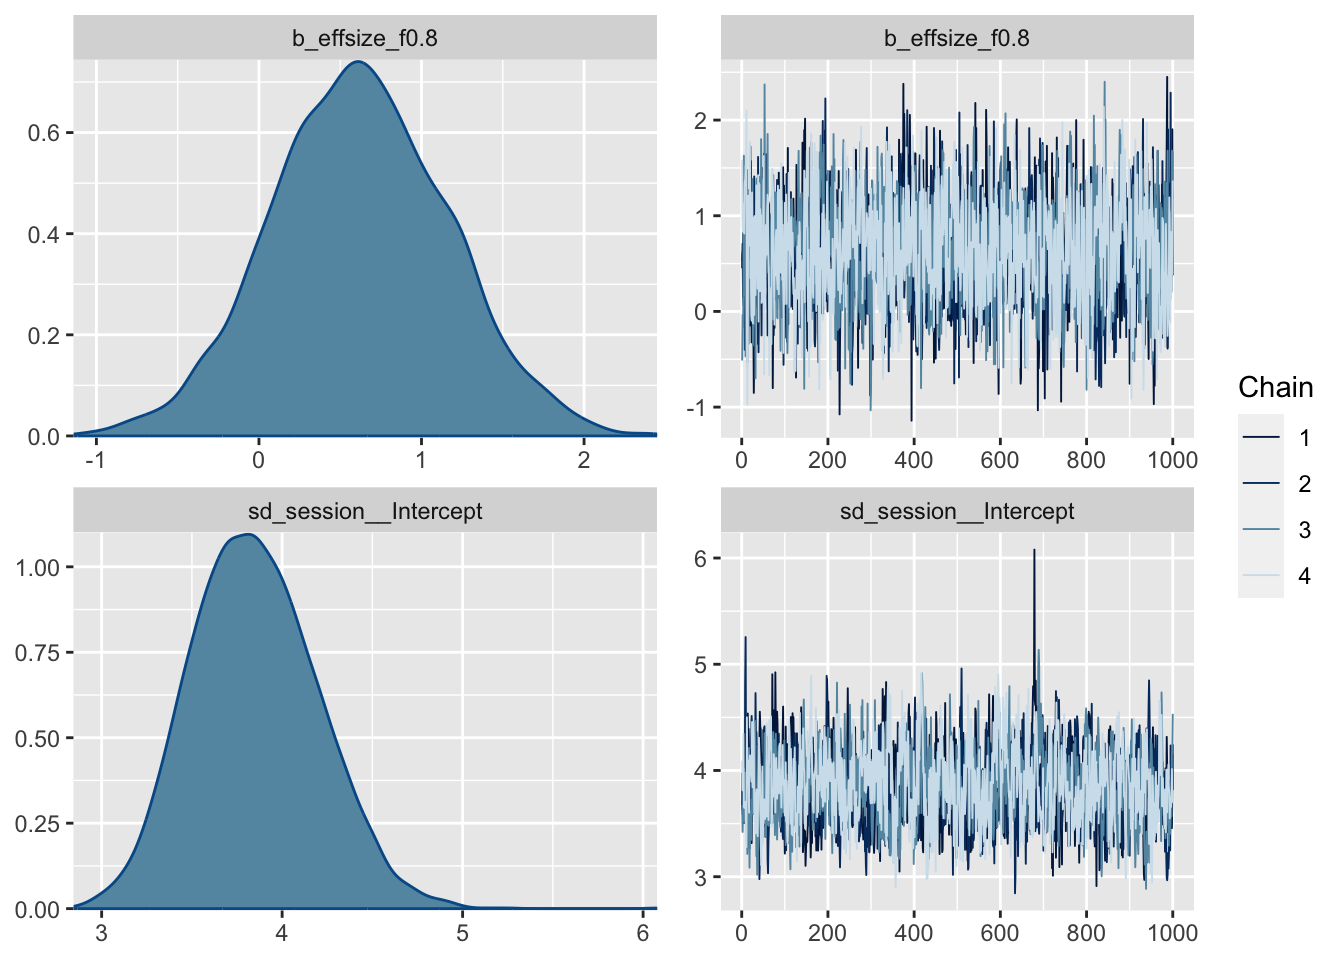 b_effsize_f0.8
b_effsize_f0.8
0.6
0.4
0.2
0.0
-1 0 1 2
2
1
0
-1
0 200 400 600 800 1000
sd_session__Intercept
sd_session__Intercept
1.00
0.75
0.50
0.25
0.00
3 4 5 6
6
5
4
3
0 200 400 600 800 1000
Chain
1
2
3
4